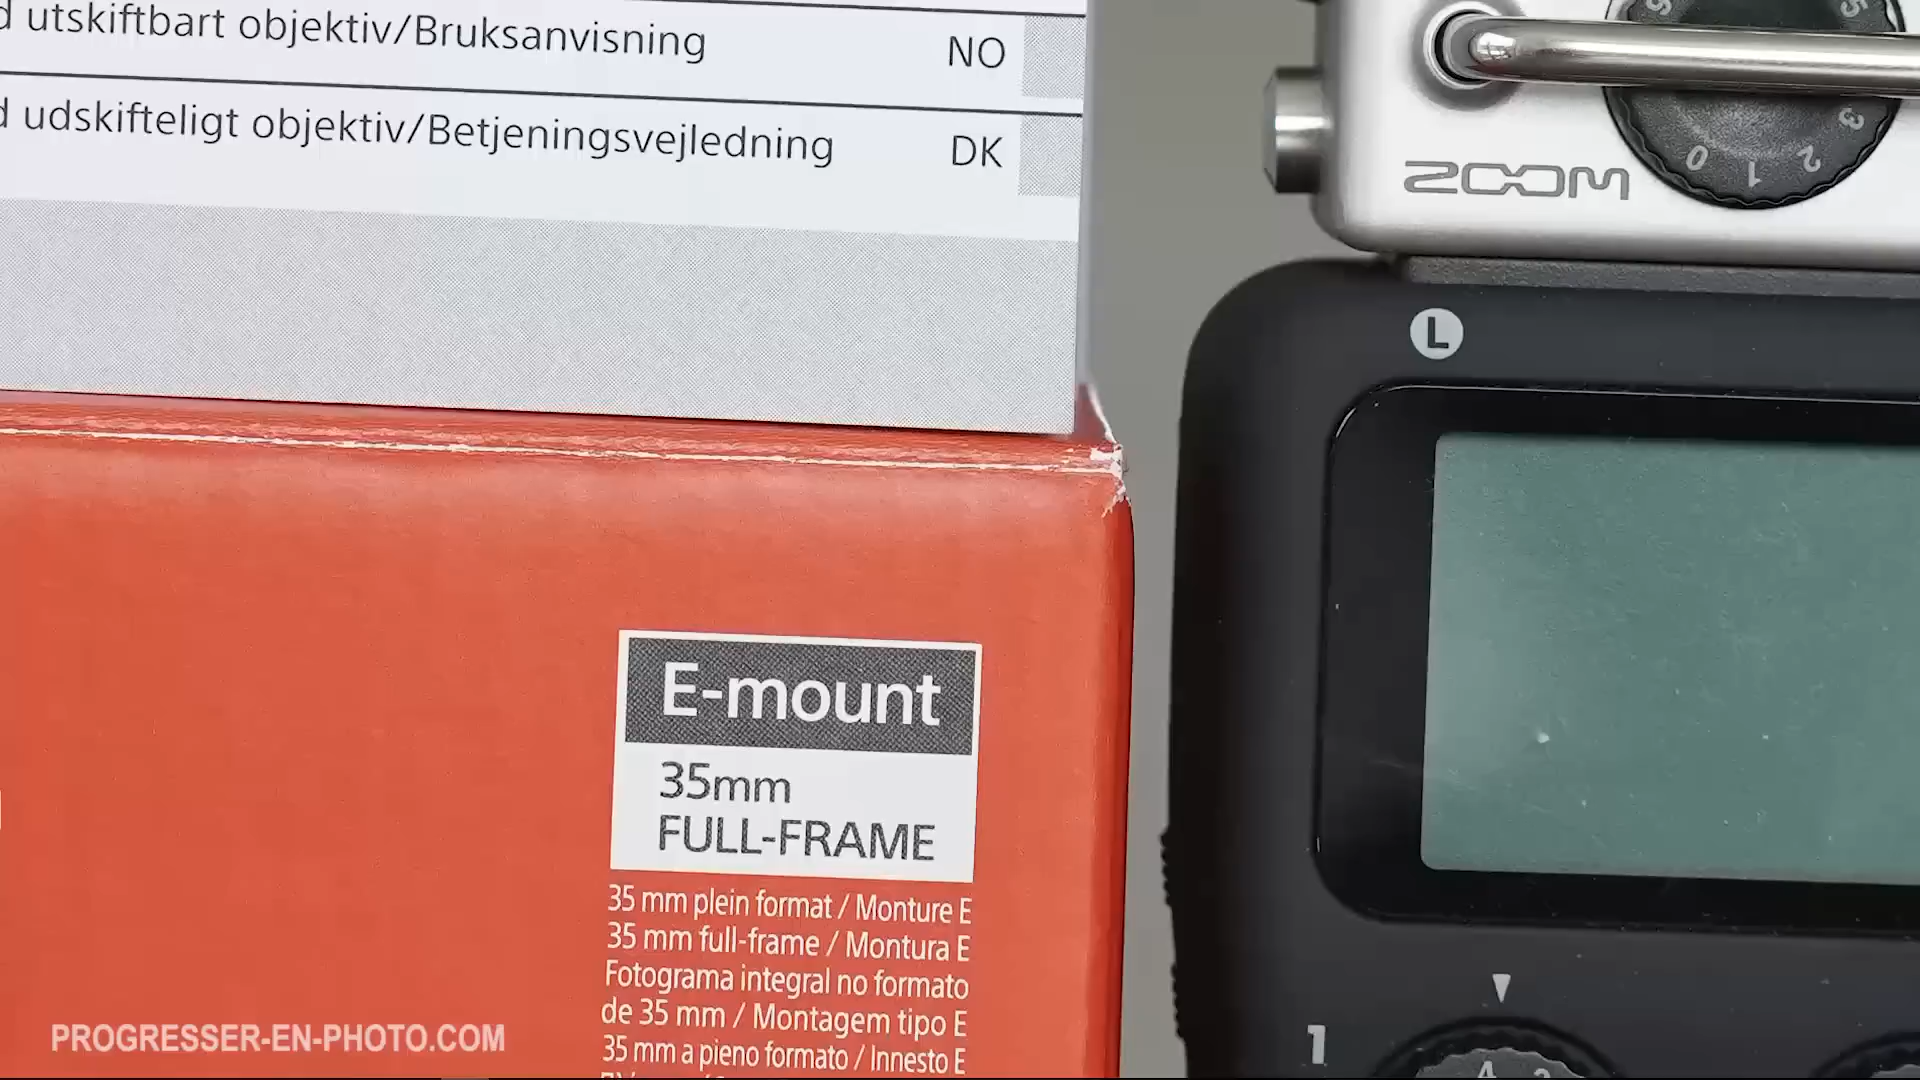 d utskiftbart objektiv/Bruksanvisning NO
d udskifteligt objektiv/Betjeningsvejledning DK
5 5
3
2
1
0
ZOOM
L
E-mount
35mm
FULL-FRAME
35 mm plein format / Monture E
35 mm full-frame / Montura E
Fotograma integral no formato
de 35 mm / Montagem tipo E
35 mm a pieno formato / Innesto E
1
4
PROGRESSER-EN-PHOTO.COM